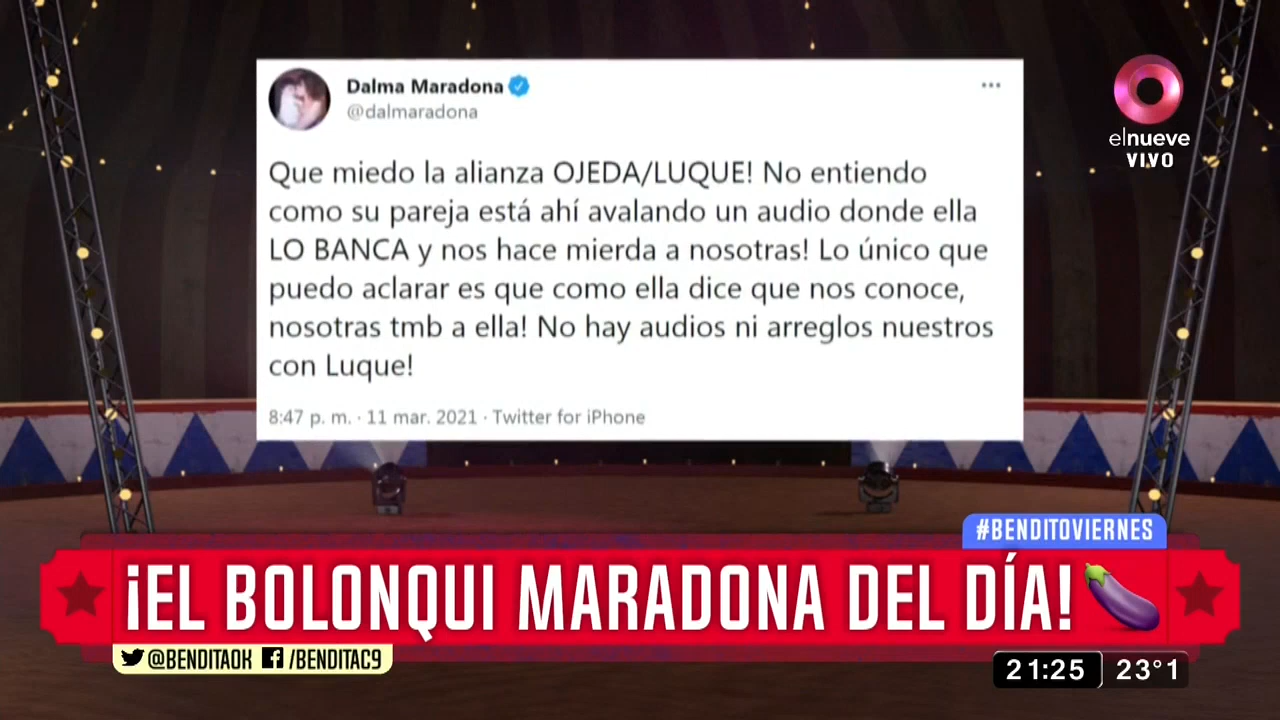 Dalma Maradona
@dalmaradona
elnueve
VIVO
Que miedo la alianza OJEDA/LUQUE! No entiendo
como su pareja está ahí avalando un audio donde ella
LO BANCA y nos hace mierda a nosotras! Lo único que
puedo aclarar es que como ella dice que nos conoce,
nosotras tmb a ella! No hay audios ni arreglos nuestros
con Luque!
8:47 p. m. · 11 mar. 2021 · Twitter for iPhone
#BENDITOVIERNES
¡EL BOLONQUI MARADONA DEL DÍA!
@BENDITAOK /BENDITAC9
21:25 23°1